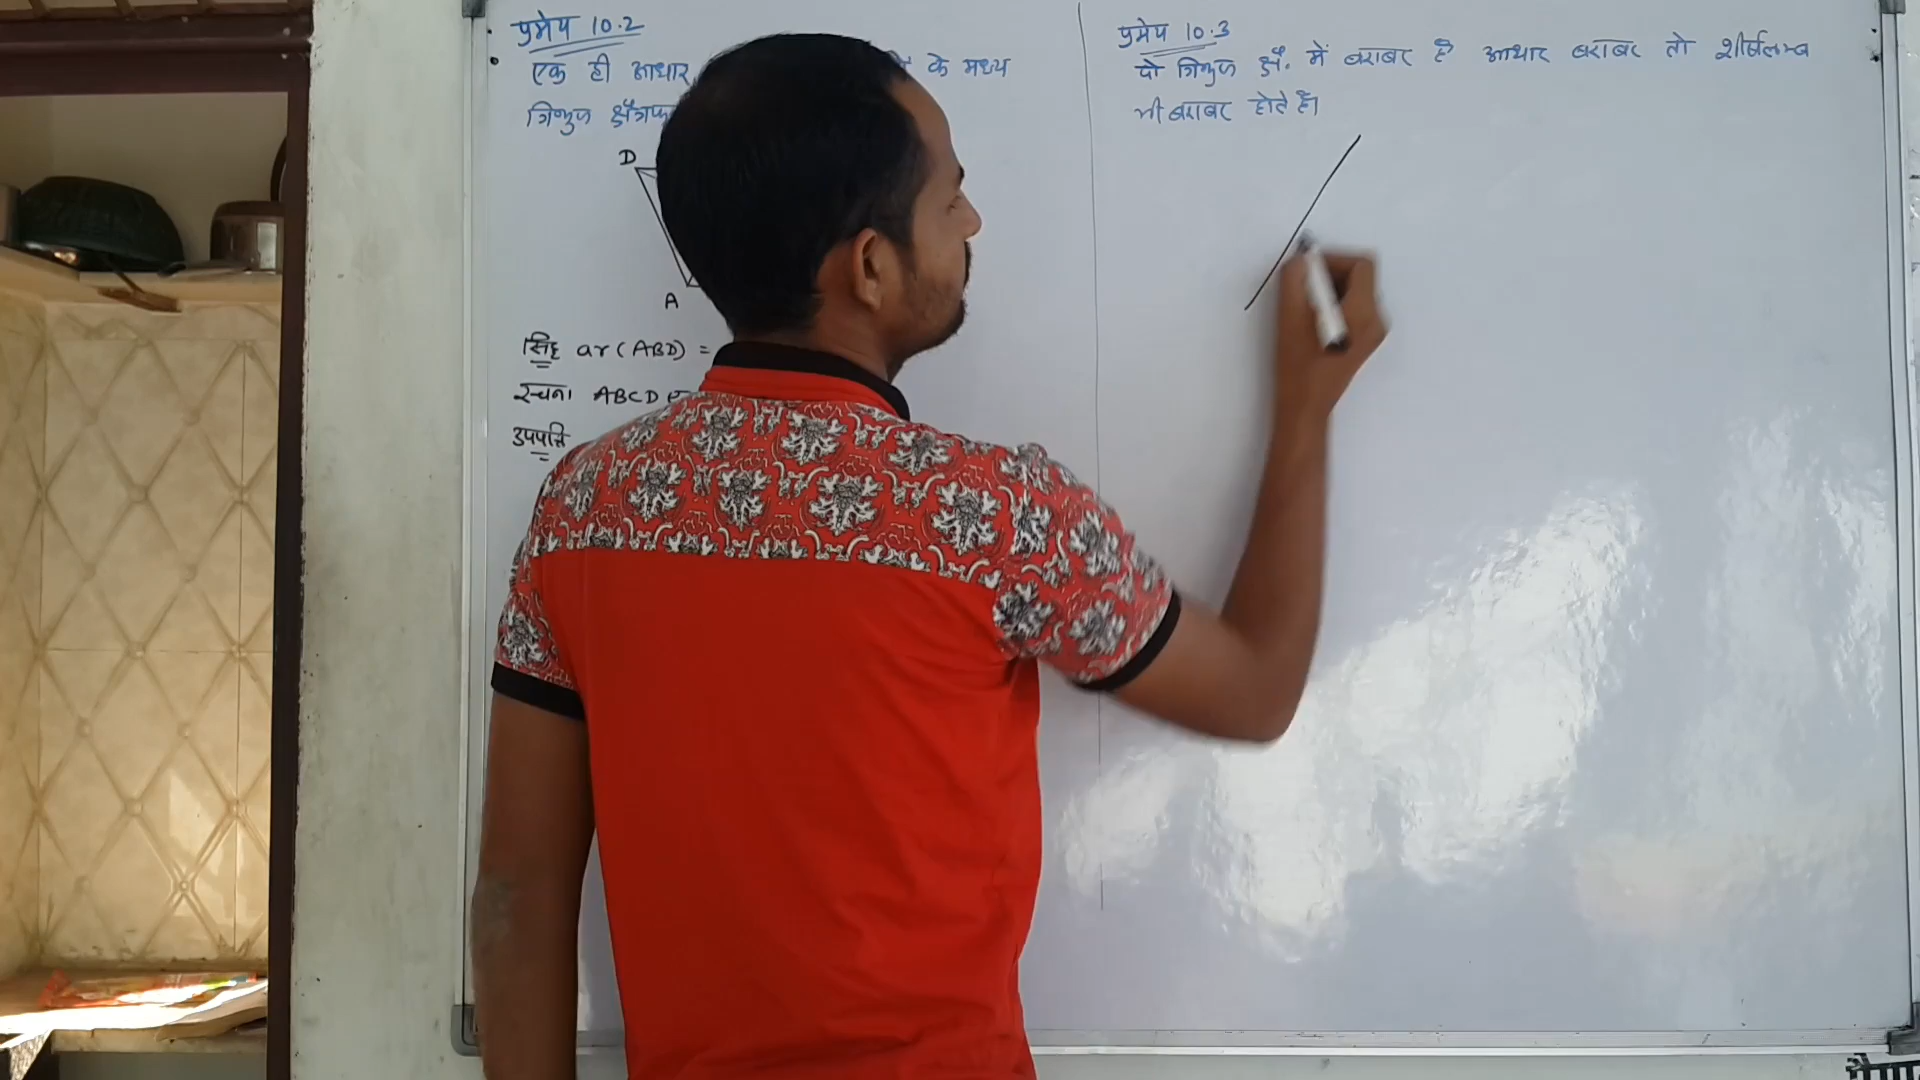 प्रमेय 10.2
एक ही आधार के मध्य
त्रिभुज क्षेत्रफ
D
A
सिद्ध ar (ABD) =
रचना ABCD
उपपत्ति
प्रमेय 10.3
दो त्रिभुज क्षे. में बराबर है आधार बराबर तो शीर्षलम्ब
भी बराबर होते है।